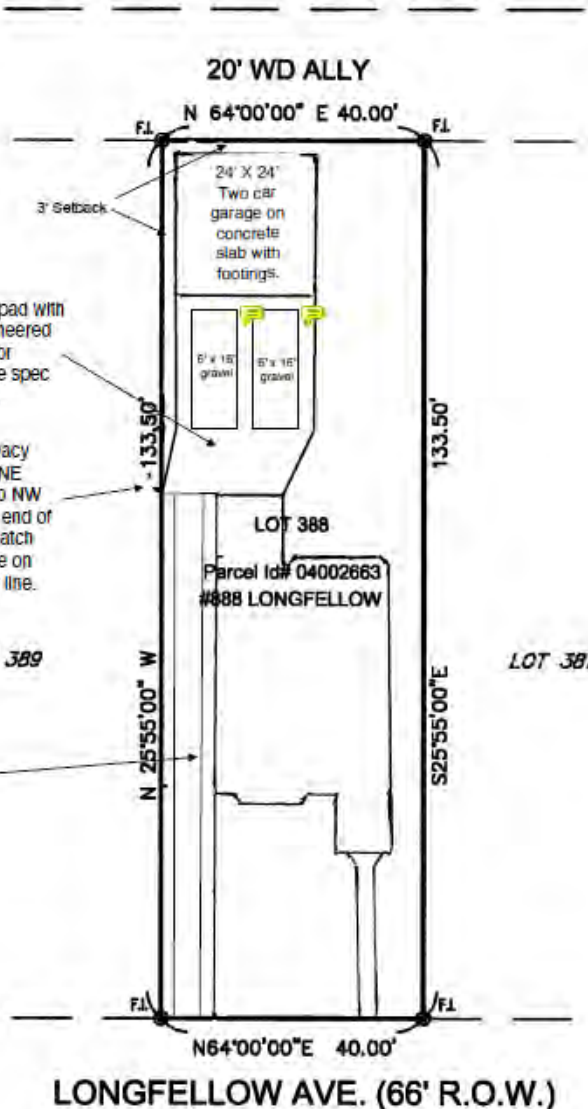 20' WD ALLY
N 64°00'00" E 40.00'
F.I.
F.I.
3' Setback
24' X 24'
Two car
garage on
concrete
slab with
footings.
pad with
or
e spec
6' x 16'
gravel
6' x 16'
gravel
133.50'
133.50'
NE
o NW
end of
atch
e on
line.
LOT 388
Parcel Id# 04002663
#888 LONGFELLOW
389
LOT 38
N 25°55'00" W
S25°55'00"E
F.I.
F.I.
N64°00'00"E 40.00'
LONGFELLOW AVE. (66' R.O.W.)